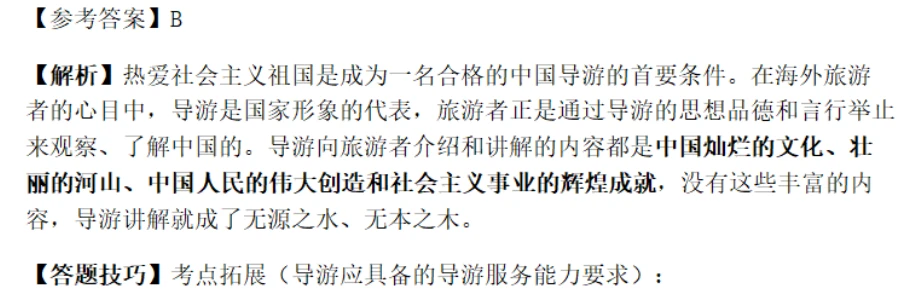 【参考答案】B
【解析】热爱社会主义祖国是成为一名合格的中国导游的首要条件。在海外旅游
者的心目中，导游是国家形象的代表，旅游者正是通过导游的思想品德和言行举止
来观察、了解中国的。导游向旅游者介绍和讲解的内容都是中国灿烂的文化、壮
丽的河山、中国人民的伟大创造和社会主义事业的辉煌成就，没有这些丰富的内
容，导游讲解就成了无源之水、无本之木。
【答题技巧】考点拓展（导游应具备的导游服务能力要求）：